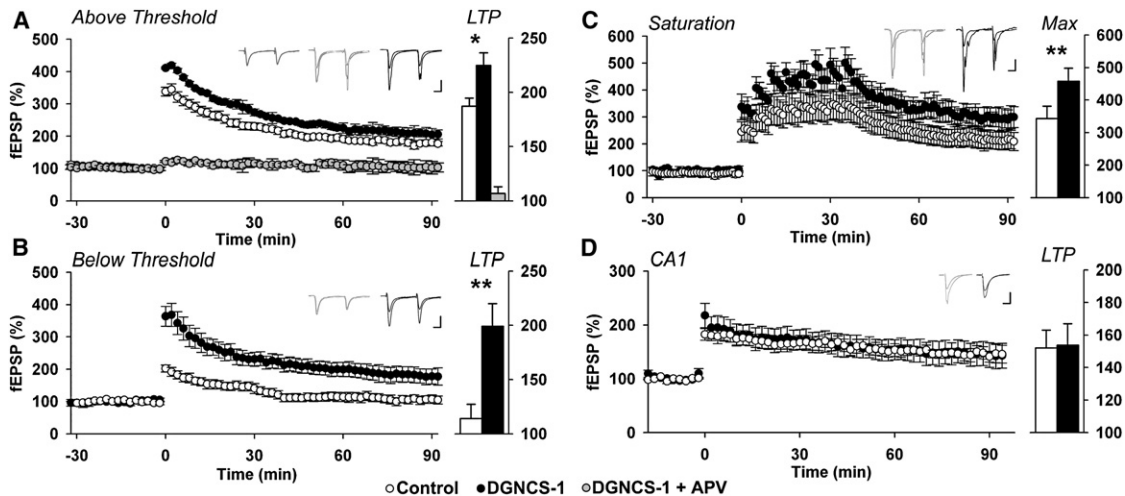 A Above Threshold LTP
500
400
300
200
100
0
fEPSP (%)
-30 0 30 60 90
Time (min)
*
250
200
150
100
B Below Threshold LTP
500
400
300
200
100
0
fEPSP (%)
-30 0 30 60 90
Time (min)
**
250
200
150
100
C Saturation Max
600
500
400
300
200
100
0
fEPSP (%)
-30 0 30 60 90
Time (min)
**
600
500
400
300
200
100
D CA1 LTP
300
200
100
0
fEPSP (%)
0 30 60 90
Time (min)
200
180
160
140
120
100
Control DGNCS-1 DGNCS-1 + APV